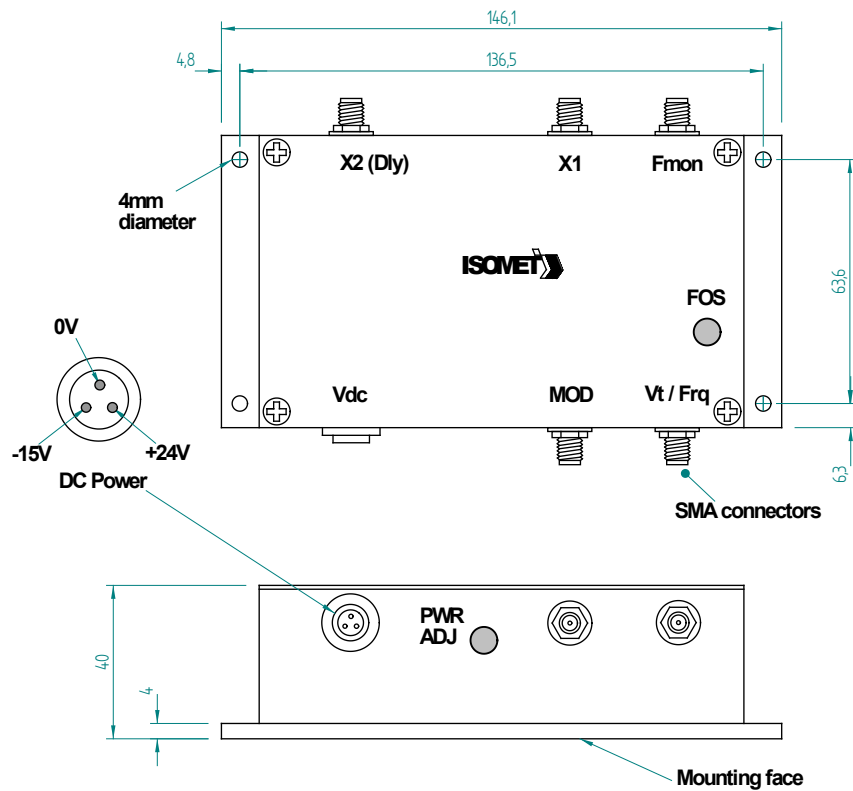 146,1
4,8
136,5
X2 (Dly)
X1
Fmon
4mm
diameter
ISOMET
63,6
FOS
0V
Vdc
MOD
Vt / Frq
-15V
+24V
DC Power
6,3
SMA connectors
PWR
ADJ
40
4
Mounting face